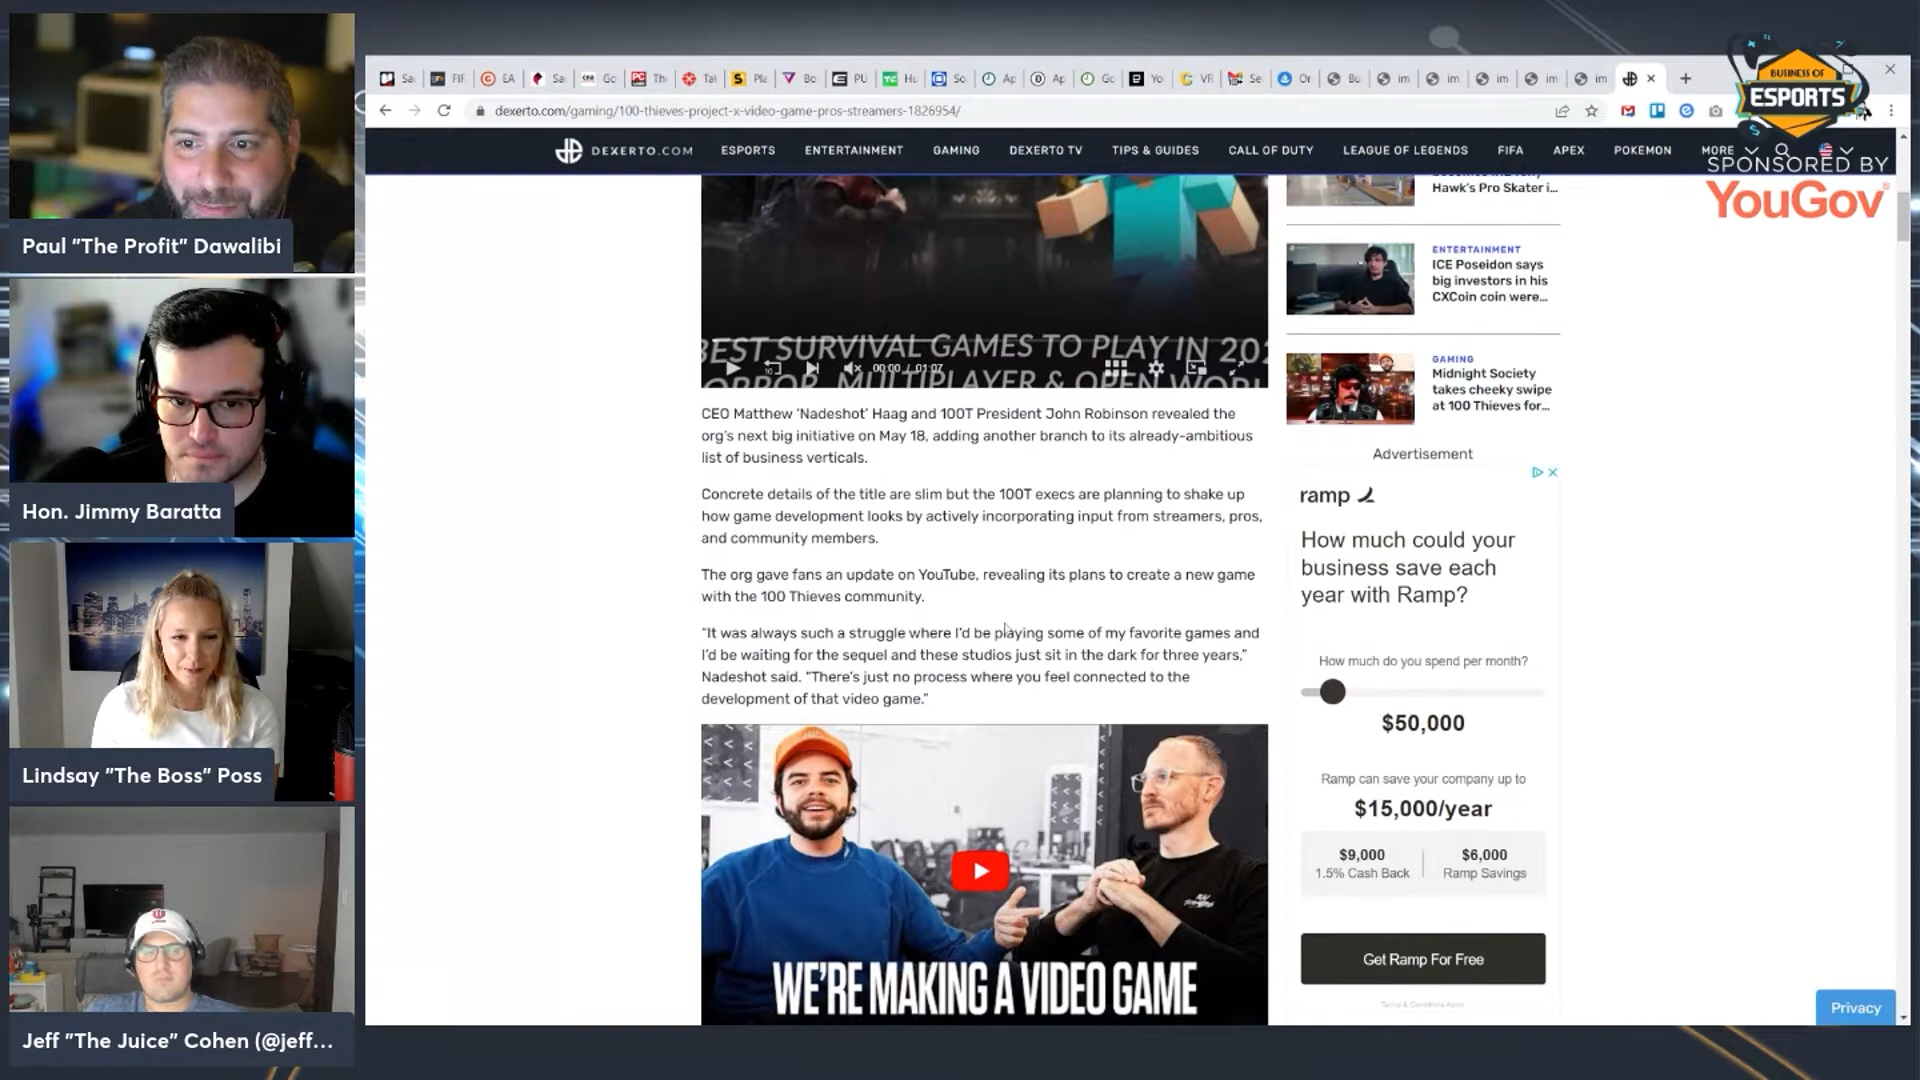 Paul "The Profit" Dawalibi
Hon. Jimmy Baratta
Lindsay "The Boss" Poss
Jeff "The Juice" Cohen (@jeff...
dexerto.com/gaming/100-thieves-project-x-video-game-pros-streamers-1826954/
BUSINESS OF
ESPORTS
SPONSORED BY
YouGov
DEXERTO.COM
ESPORTS
ENTERTAINMENT
GAMING
DEXERTO TV
TIPS & GUIDES
CALL OF DUTY
LEAGUE OF LEGENDS
FIFA
APEX
POKEMON
MORE
BEST SURVIVAL GAMES TO PLAY IN 202
HORROR, MULTIPLAYER & OPEN WORL
00:00 / 01:07
CEO Matthew 'Nadeshot' Haag and 100T President John Robinson revealed the
org's next big initiative on May 18, adding another branch to its already-ambitious
list of business verticals.
Concrete details of the title are slim but the 100T execs are planning to shake up
how game development looks by actively incorporating input from streamers, pros,
and community members.
The org gave fans an update on YouTube, revealing its plans to create a new game
with the 100 Thieves community.
"It was always such a struggle where I'd be playing some of my favorite games and
I'd be waiting for the sequel and these studios just sit in the dark for three years,"
Nadeshot said. "There's just no process where you feel connected to the
development of that video game."
WE'RE MAKING A VIDEO GAME
Hawk's Pro Skater i...
ENTERTAINMENT
ICE Poseidon says
big investors in his
CXCoin coin were...
GAMING
Midnight Society
takes cheeky swipe
at 100 Thieves for...
Advertisement
ramp
How much could your
business save each
year with Ramp?
How much do you spend per month?
$50,000
Ramp can save your company up to
$15,000/year
$9,000
1.5% Cash Back
$6,000
Ramp Savings
Get Ramp For Free
Terms & Conditions Apply
Privacy